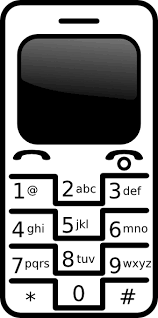 1@ 2abc 3def
4ghi 5jkl 6mno
7pqrs 8tuv 9wxyz
* 0 #